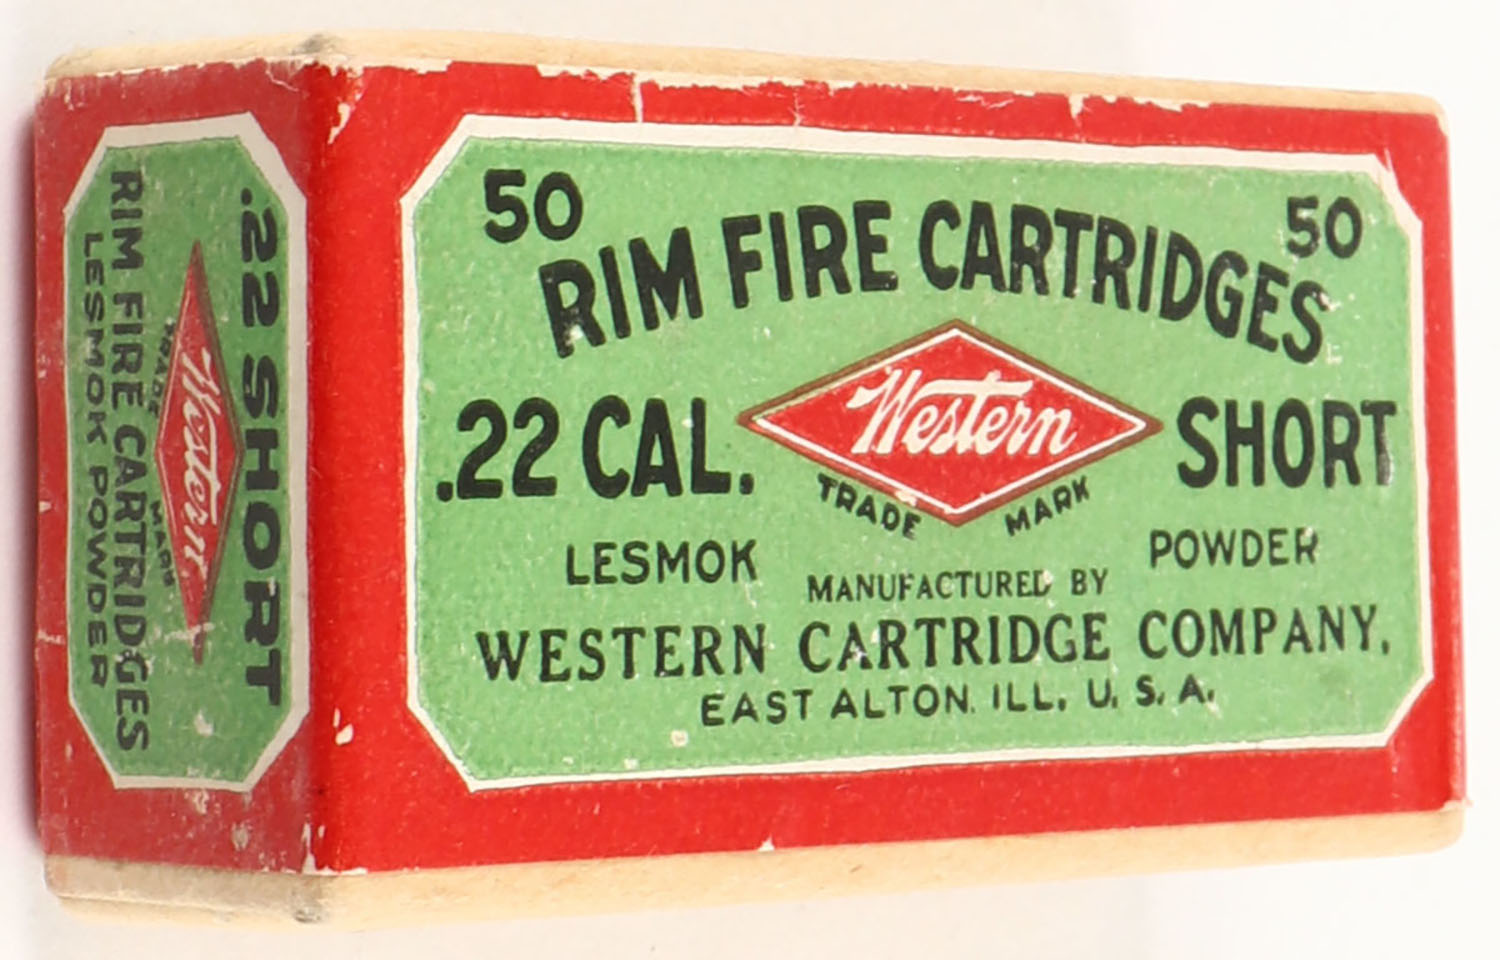 50 50
RIM FIRE CARTRIDGES
.22 CAL. Western SHORT
TRADE MARK
LESMOK POWDER
MANUFACTURED BY
WESTERN CARTRIDGE COMPANY,
EAST ALTON. ILL. U. S. A.
.22 SHORT
Western
TRADE MARK
RIM FIRE CARTRIDGES
LESMOK POWDER